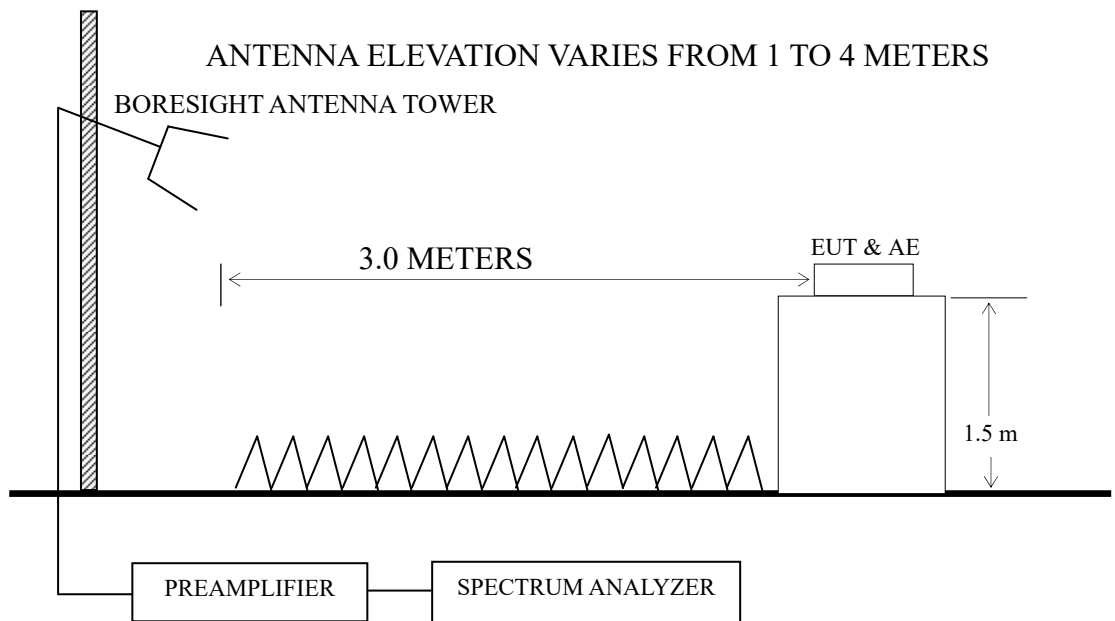 ANTENNA ELEVATION VARIES FROM 1 TO 4 METERS
BORESIGHT ANTENNA TOWER
3.0 METERS
EUT & AE
1.5 m
PREAMPLIFIER
SPECTRUM ANALYZER